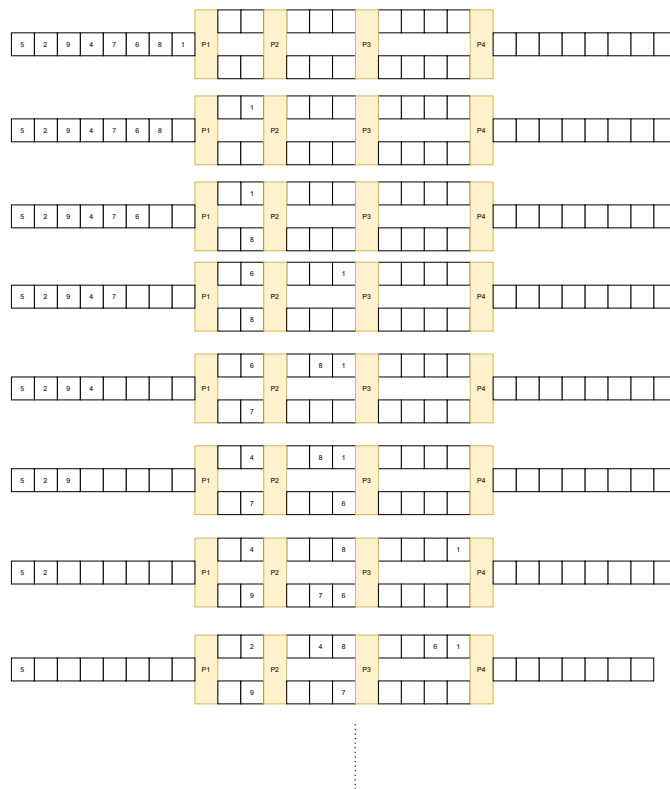 5 2 9 4 7 6 8 1 P1 P2 P3 P4
1
5 2 9 4 7 6 8 P1 P2 P3 P4
1
5 2 9 4 7 6 P1 P2 P3 P4
8
6 1
5 2 9 4 7 P1 P2 P3 P4
8
6 8 1
5 2 9 4 P1 P2 P3 P4
7
4 8 1
5 2 9 P1 P2 P3 P4
7 6
4 8 1
5 2 P1 P2 P3 P4
9 7 6
2 4 8 6 1
5 P1 P2 P3 P4
9 7